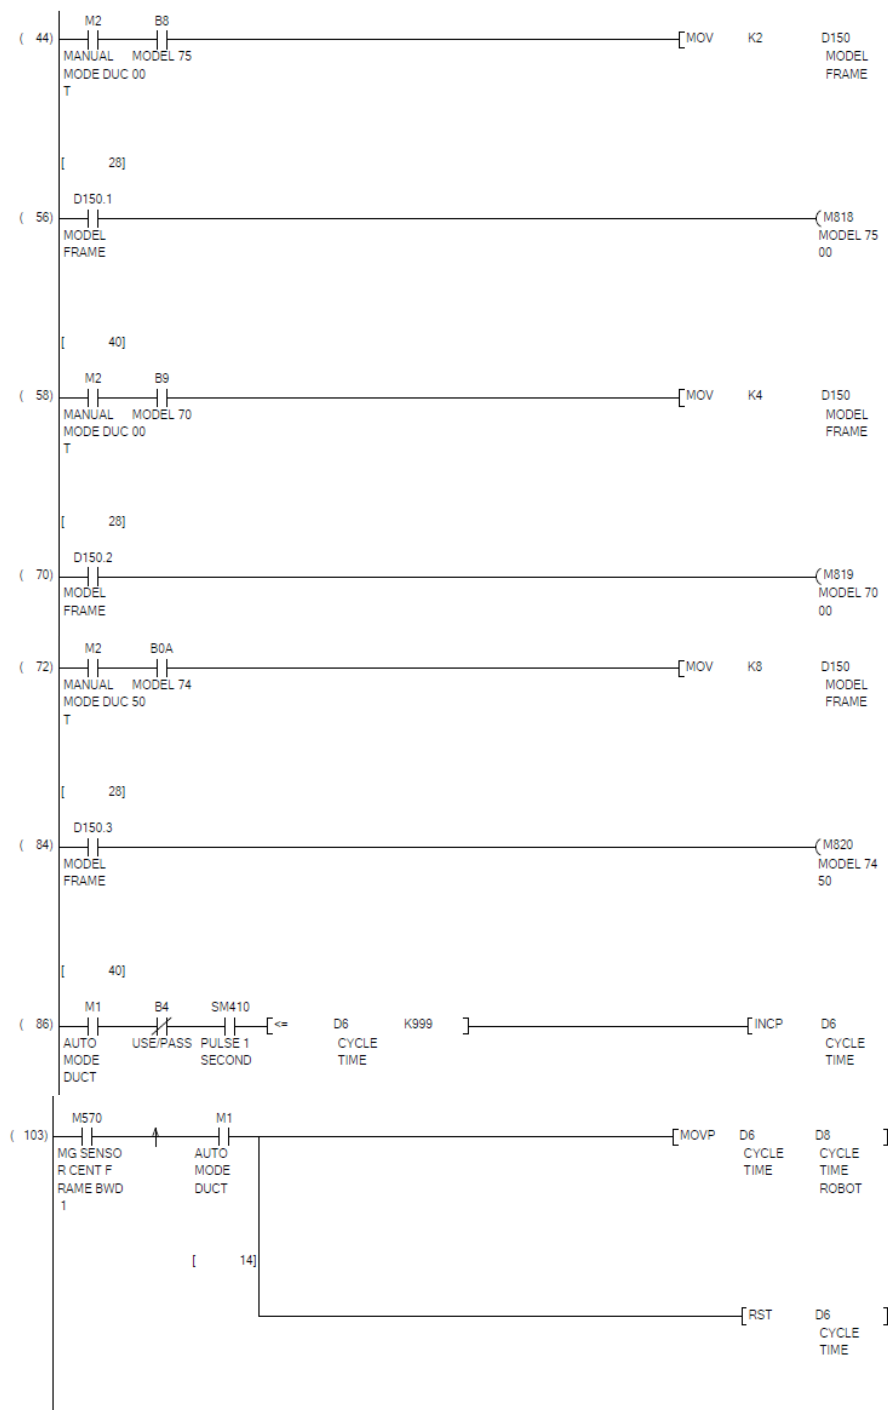 M2 B8
( 44) [MOV K2 D150
MANUAL MODEL 75 MODEL
MODE DUC 00 FRAME
T
[ 28]
D150.1
( 56) (M818
MODEL MODEL 75
FRAME 00
[ 40]
M2 B9
( 58) [MOV K4 D150
MANUAL MODEL 70 MODEL
MODE DUC 00 FRAME
T
[ 28]
D150.2
( 70) (M819
MODEL MODEL 70
FRAME 00
M2 B0A
( 72) [MOV K8 D150
MANUAL MODEL 74 MODEL
MODE DUC 50 FRAME
T
[ 28]
D150.3
( 84) (M820
MODEL MODEL 74
FRAME 50
[ 40]
M1 B4 SM410
( 86) [<= D6 K999 ] [INCP D6
AUTO USE/PASS PULSE 1 CYCLE CYCLE
MODE SECOND TIME TIME
DUCT
M570 M1
( 103) [MOVP D6 D8 ]
MG SENSO AUTO CYCLE CYCLE
R CENT F MODE TIME TIME
RAME BWD DUCT ROBOT
1
[ 14]
[RST D6 ]
CYCLE
TIME